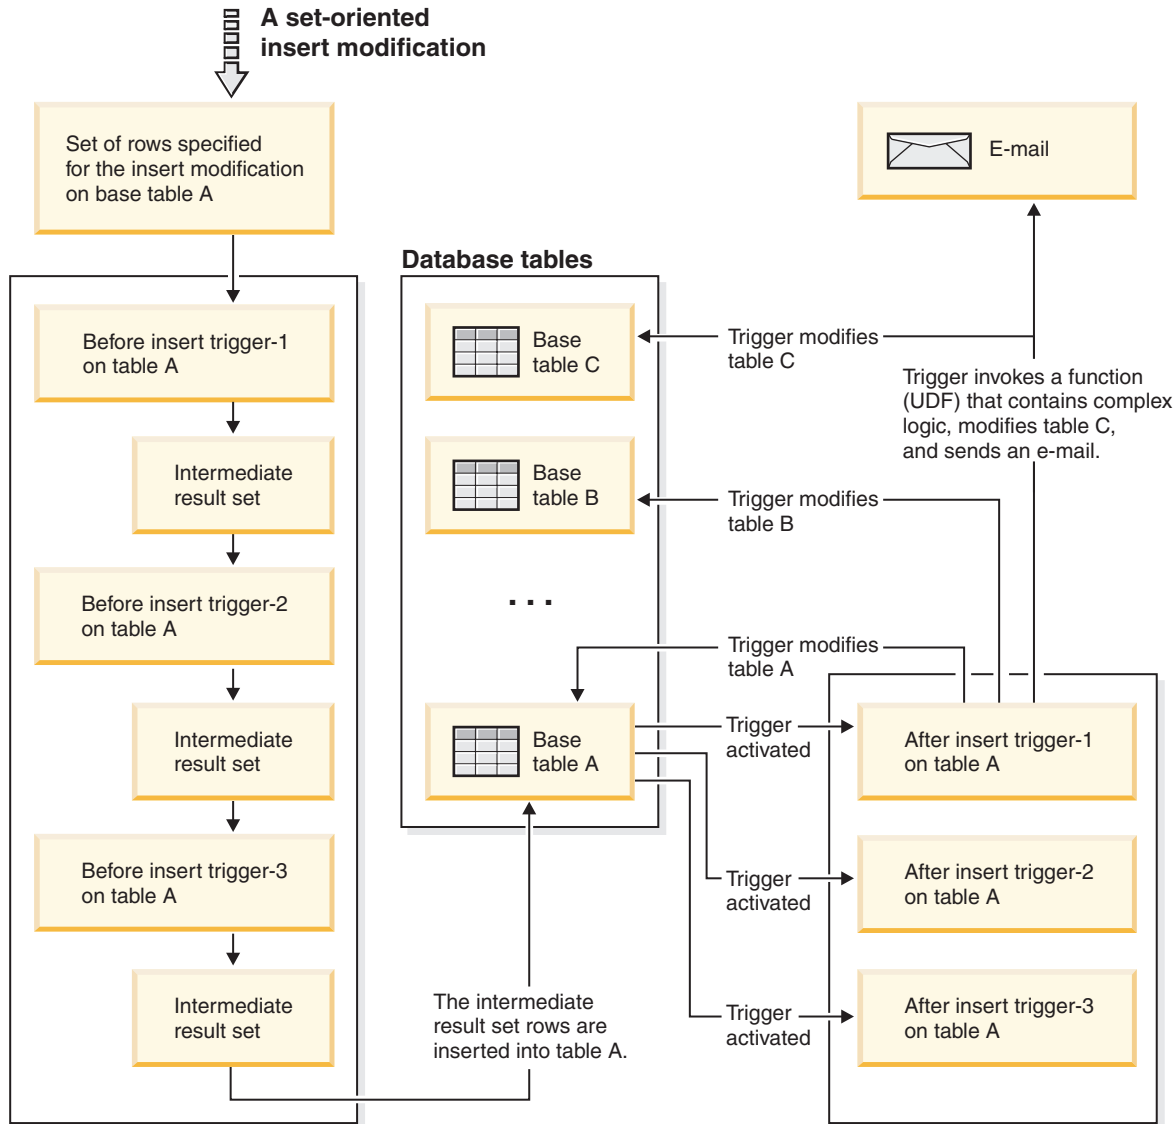 A set-oriented
insert modification
Set of rows specified
for the insert modification
on base table A
E-mail
Database tables
Before insert trigger-1
on table A
Intermediate
result set
Before insert trigger-2
on table A
Intermediate
result set
Before insert trigger-3
on table A
Intermediate
result set
Base
table C
Base
table B
. . .
Base
table A
The intermediate
result set rows are
inserted into table A.
Trigger modifies
table C
Trigger invokes a function
(UDF) that contains complex
logic, modifies table C,
and sends an e-mail.
Trigger modifies
table B
Trigger modifies
table A
Trigger
activated
After insert trigger-1
on table A
Trigger
activated
After insert trigger-2
on table A
Trigger
activated
After insert trigger-3
on table A